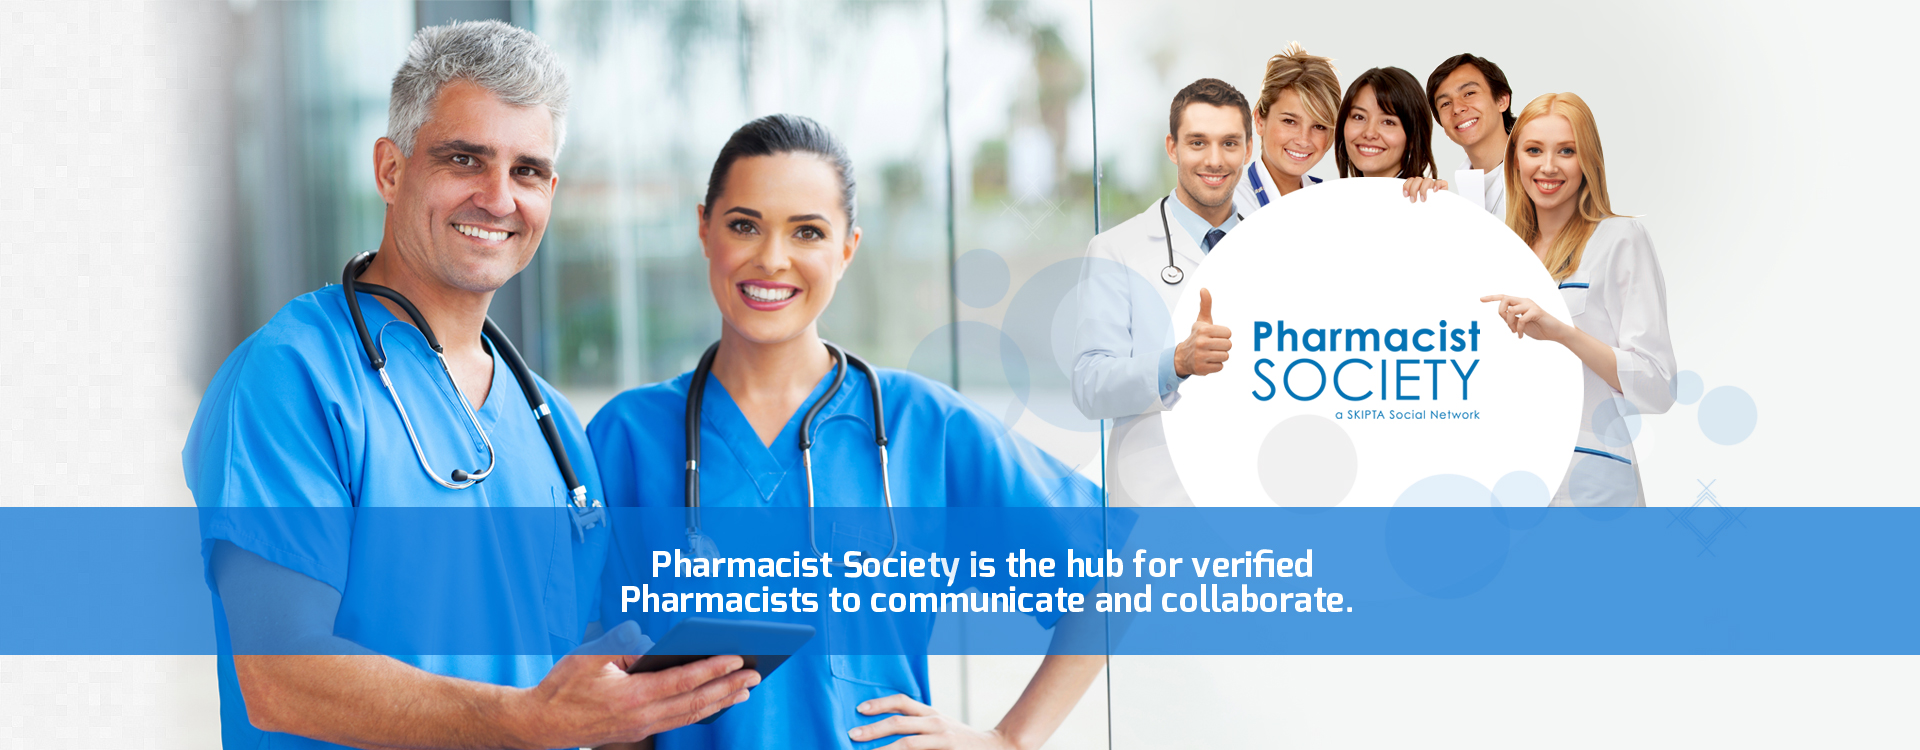 Pharmacist
SOCIETY
a SKIPTA Social Network
Pharmacist Society is the hub for verified
Pharmacists to communicate and collaborate.